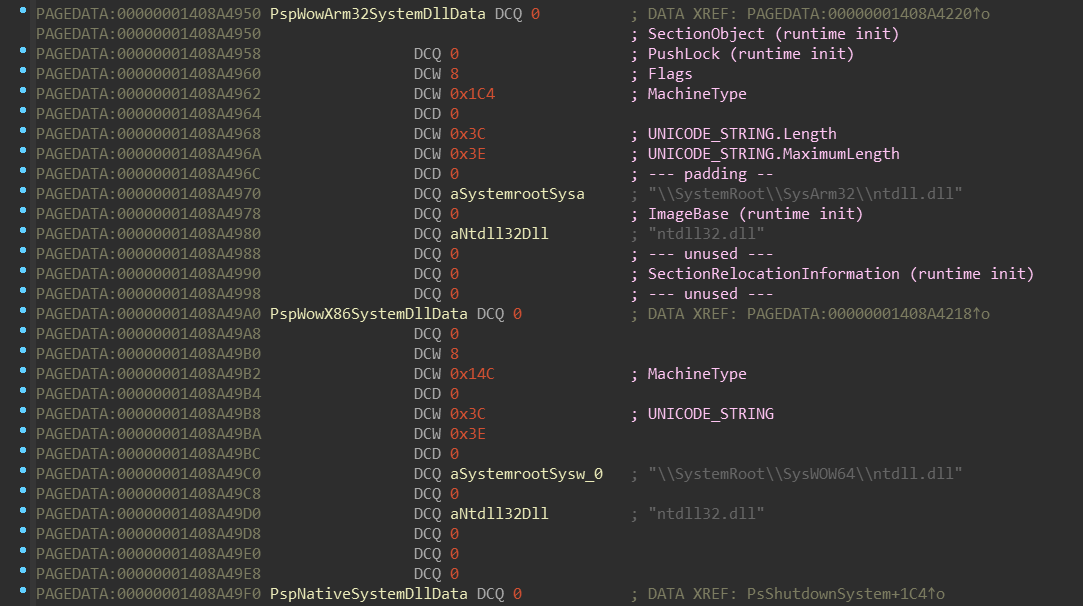 PAGEDATA:00000001408A4950 PspWowArm32SystemDllData DCQ 0 ; DATA XREF: PAGEDATA:00000001408A4220↑o
PAGEDATA:00000001408A4950 ; SectionObject (runtime init)
PAGEDATA:00000001408A4958 DCQ 0 ; PushLock (runtime init)
PAGEDATA:00000001408A4960 DCW 8 ; Flags
PAGEDATA:00000001408A4962 DCW 0x1C4 ; MachineType
PAGEDATA:00000001408A4964 DCD 0
PAGEDATA:00000001408A4968 DCW 0x3C ; UNICODE_STRING.Length
PAGEDATA:00000001408A496A DCW 0x3E ; UNICODE_STRING.MaximumLength
PAGEDATA:00000001408A496C DCD 0 ; --- padding --
PAGEDATA:00000001408A4970 DCQ aSystemrootSysa ; "\\SystemRoot\\SysArm32\\ntdll.dll"
PAGEDATA:00000001408A4978 DCQ 0 ; ImageBase (runtime init)
PAGEDATA:00000001408A4980 DCQ aNtdll32Dll ; "ntdll32.dll"
PAGEDATA:00000001408A4988 DCQ 0 ; --- unused ---
PAGEDATA:00000001408A4990 DCQ 0 ; SectionRelocationInformation (runtime init)
PAGEDATA:00000001408A4998 DCQ 0 ; --- unused ---
PAGEDATA:00000001408A49A0 PspWowX86SystemDllData DCQ 0 ; DATA XREF: PAGEDATA:00000001408A4218↑o
PAGEDATA:00000001408A49A8 DCQ 0
PAGEDATA:00000001408A49B0 DCW 8
PAGEDATA:00000001408A49B2 DCW 0x14C ; MachineType
PAGEDATA:00000001408A49B4 DCD 0
PAGEDATA:00000001408A49B8 DCW 0x3C ; UNICODE_STRING
PAGEDATA:00000001408A49BA DCW 0x3E
PAGEDATA:00000001408A49BC DCD 0
PAGEDATA:00000001408A49C0 DCQ aSystemrootSysw_0 ; "\\SystemRoot\\SysWOW64\\ntdll.dll"
PAGEDATA:00000001408A49C8 DCQ 0
PAGEDATA:00000001408A49D0 DCQ aNtdll32Dll ; "ntdll32.dll"
PAGEDATA:00000001408A49D8 DCQ 0
PAGEDATA:00000001408A49E0 DCQ 0
PAGEDATA:00000001408A49E8 DCQ 0
PAGEDATA:00000001408A49F0 PspNativeSystemDllData DCQ 0 ; DATA XREF: PsShutdownSystem+1C4↑o